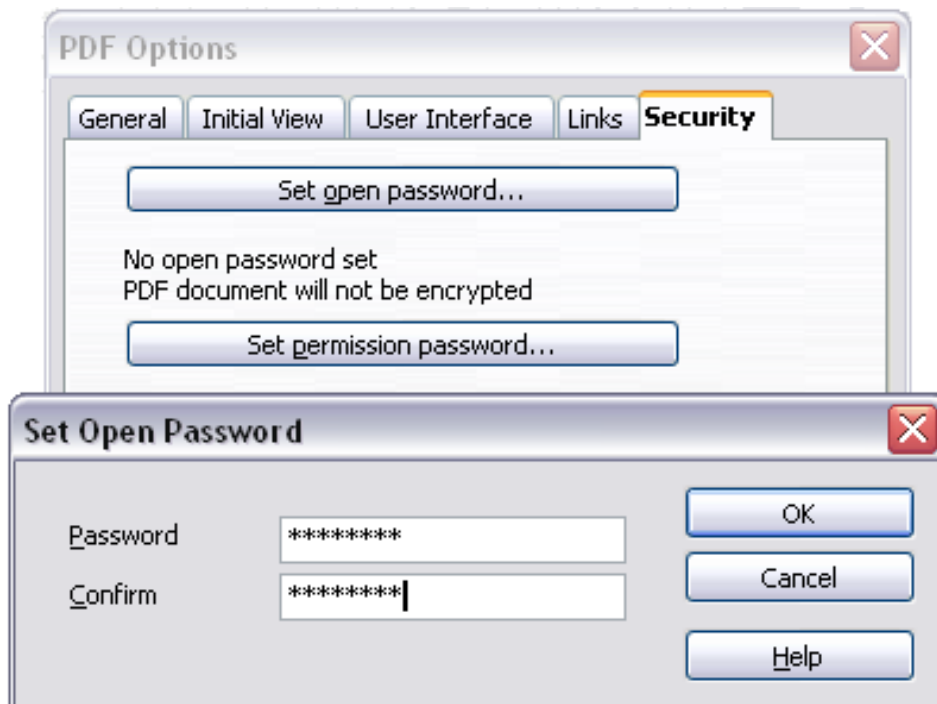 PDF Options
General Initial View User Interface Links Security
Set open password...
No open password set
PDF document will not be encrypted
Set permission password...
Set Open Password
OK
Password ********
Cancel
Confirm ********
Help